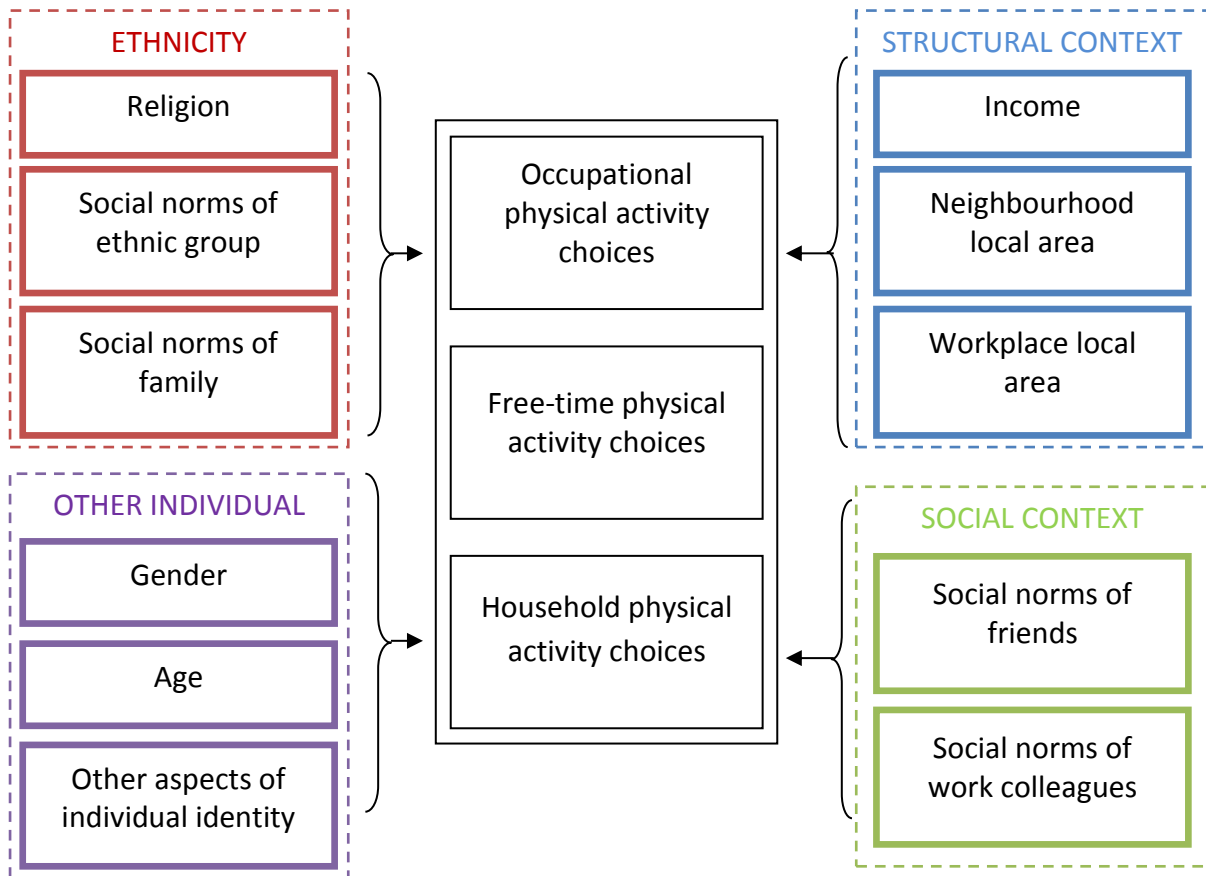 ETHNICITY
Religion
Social norms of
ethnic group
Social norms of
family
OTHER INDIVIDUAL
Gender
Age
Other aspects of
individual identity
Occupational
physical activity
choices
Free-time physical
activity choices
Household physical
activity choices
STRUCTURAL CONTEXT
Income
Neighbourhood
local area
Workplace local
area
SOCIAL CONTEXT
Social norms of
friends
Social norms of
work colleagues